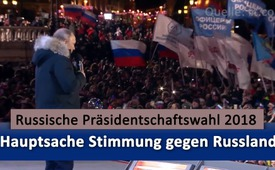 Russische Präsidentschaftswahl 2018
Hauptsache Stimmung gegen Russland